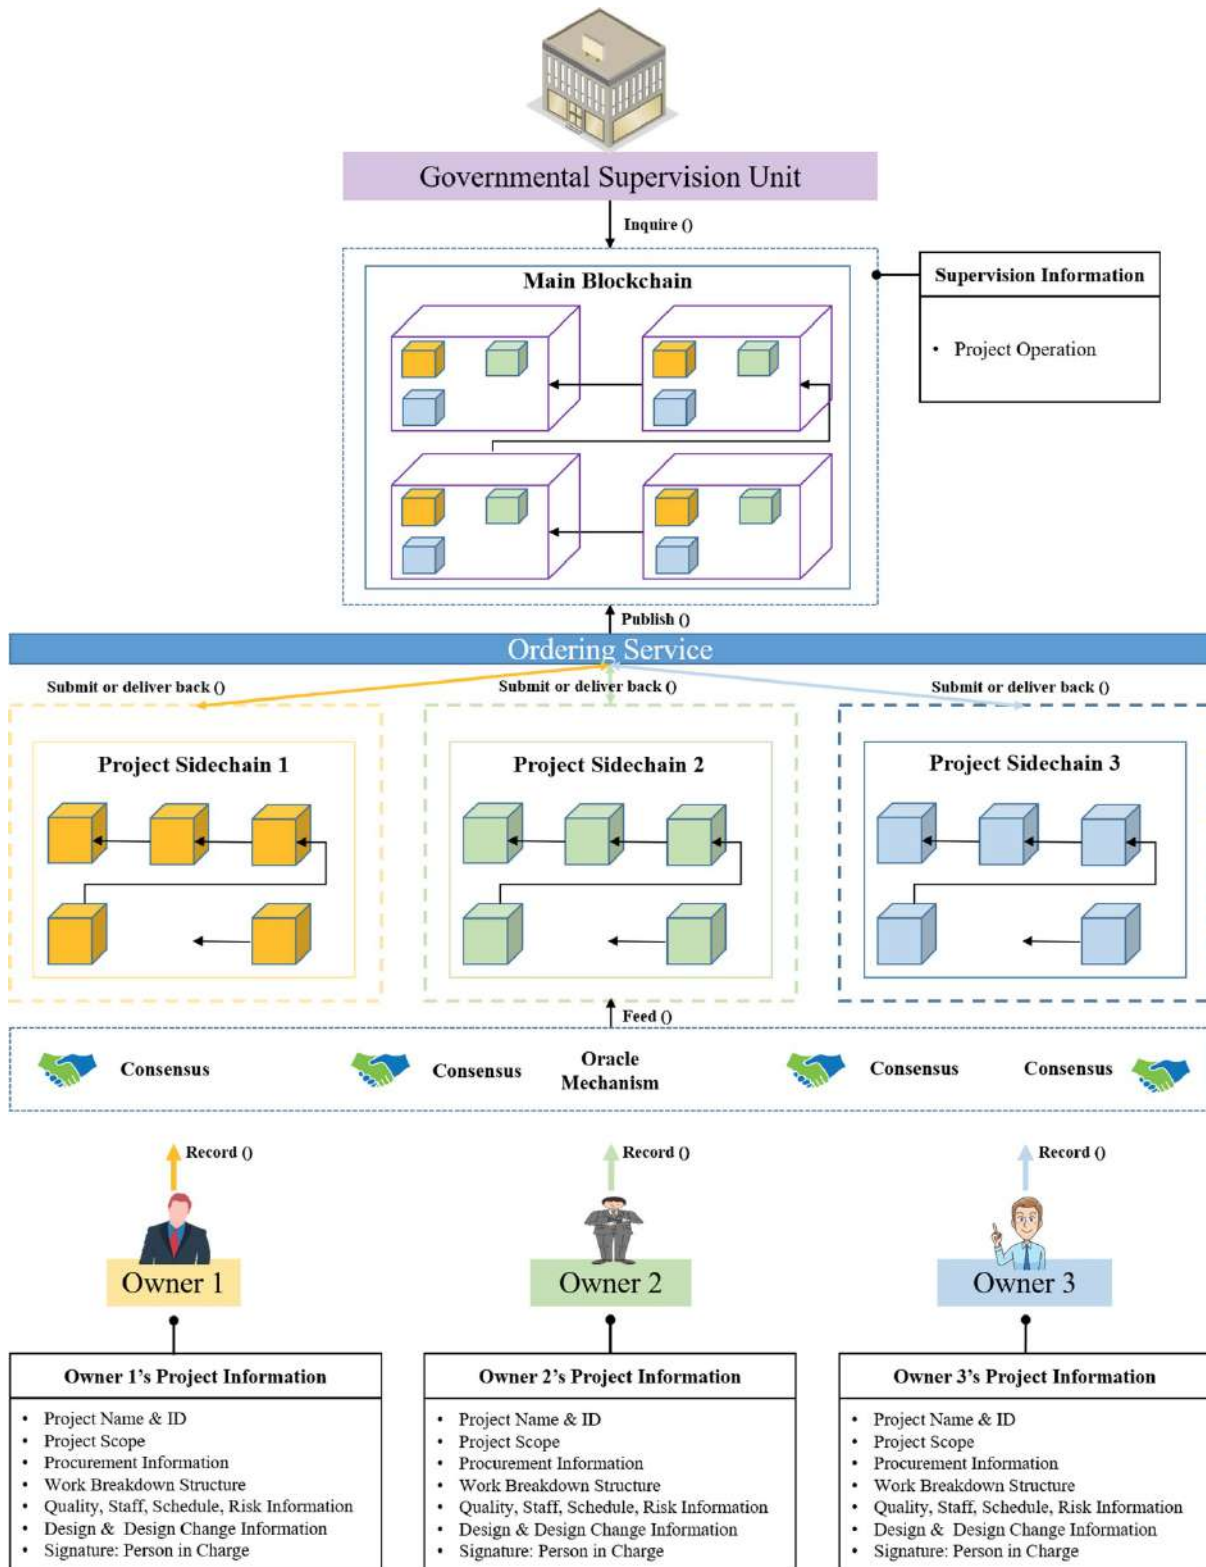 Governmental Supervision Unit
Inquire ()
Main Blockchain
Supervision Information
• Project Operation
Publish ()
Ordering Service
Submit or deliver back ()
Submit or deliver back ()
Submit or deliver back ()
Project Sidechain 1
Project Sidechain 2
Project Sidechain 3
Feed ()
Consensus
Consensus
Oracle
Mechanism
Consensus
Consensus
Record ()
Record ()
Record ()
Owner 1
Owner 2
Owner 3
Owner 1's Project Information
• Project Name & ID
• Project Scope
• Procurement Information
• Work Breakdown Structure
• Quality, Staff, Schedule, Risk Information
• Design & Design Change Information
• Signature: Person in Charge
Owner 2's Project Information
• Project Name & ID
• Project Scope
• Procurement Information
• Work Breakdown Structure
• Quality, Staff, Schedule, Risk Information
• Design & Design Change Information
• Signature: Person in Charge
Owner 3's Project Information
• Project Name & ID
• Project Scope
• Procurement Information
• Work Breakdown Structure
• Quality, Staff, Schedule, Risk Information
• Design & Design Change Information
• Signature: Person in Charge